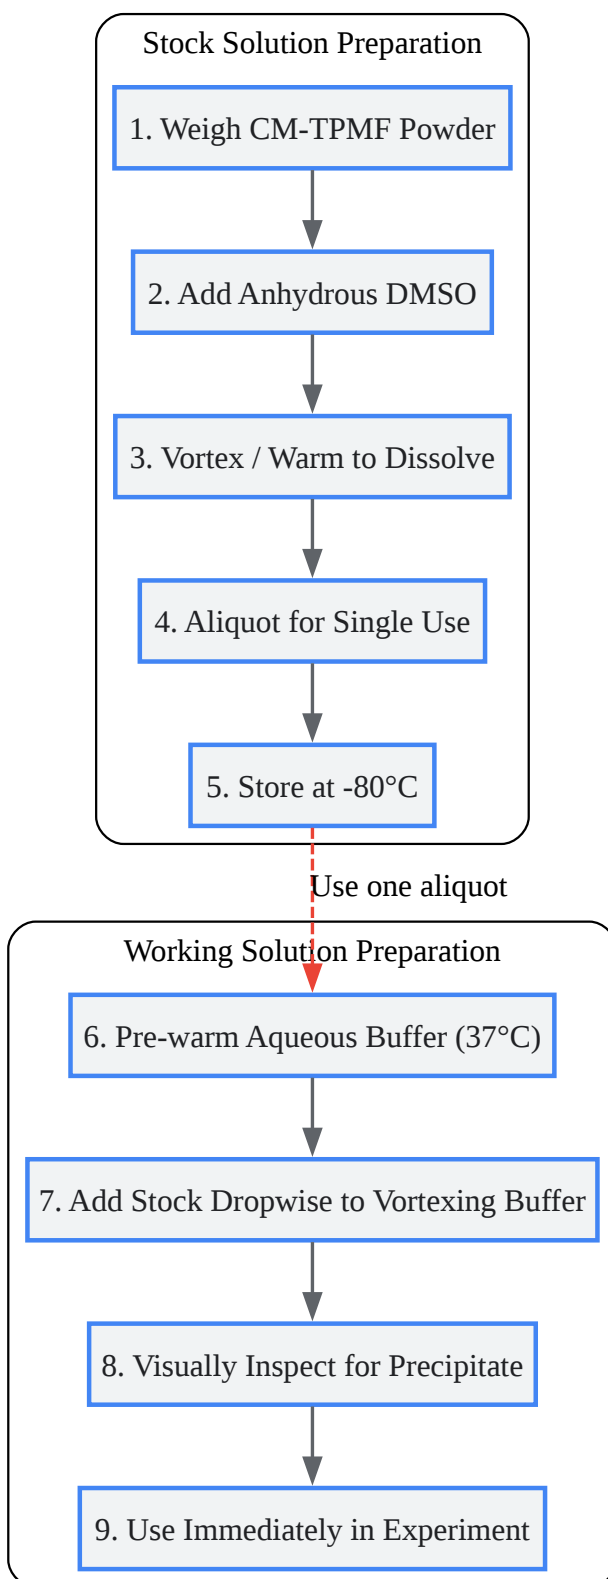 Stock Solution Preparation
1. Weigh CM-TPMF Powder
2. Add Anhydrous DMSO
3. Vortex / Warm to Dissolve
4. Aliquot for Single Use
5. Store at -80°C
Use one aliquot
Working Solution Preparation
6. Pre-warm Aqueous Buffer (37°C)
7. Add Stock Dropwise to Vortexing Buffer
8. Visually Inspect for Precipitate
9. Use Immediately in Experiment